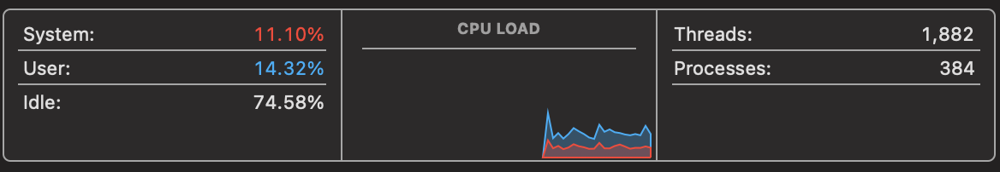 System: 11.10%
User: 14.32%
Idle: 74.58%
CPU LOAD
Threads: 1,882
Processes: 384